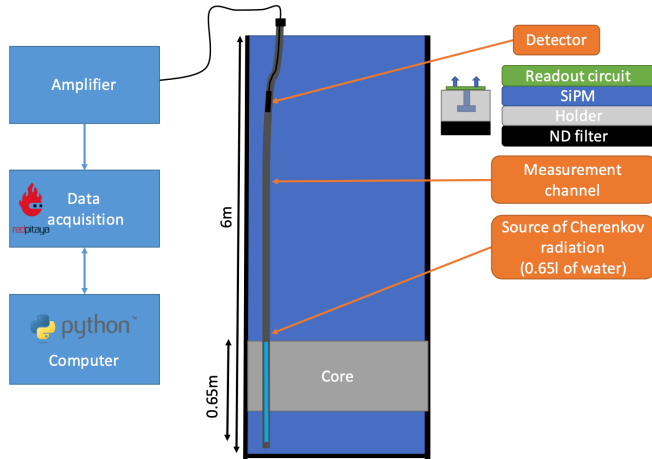 Amplifier
Data
acquisition
redpitaya
python™
Computer
6m
0.65m
Core
Detector
Readout circuit
SiPM
Holder
ND filter
Measurement
channel
Source of Cherenkov
radiation
(0.65l of water)